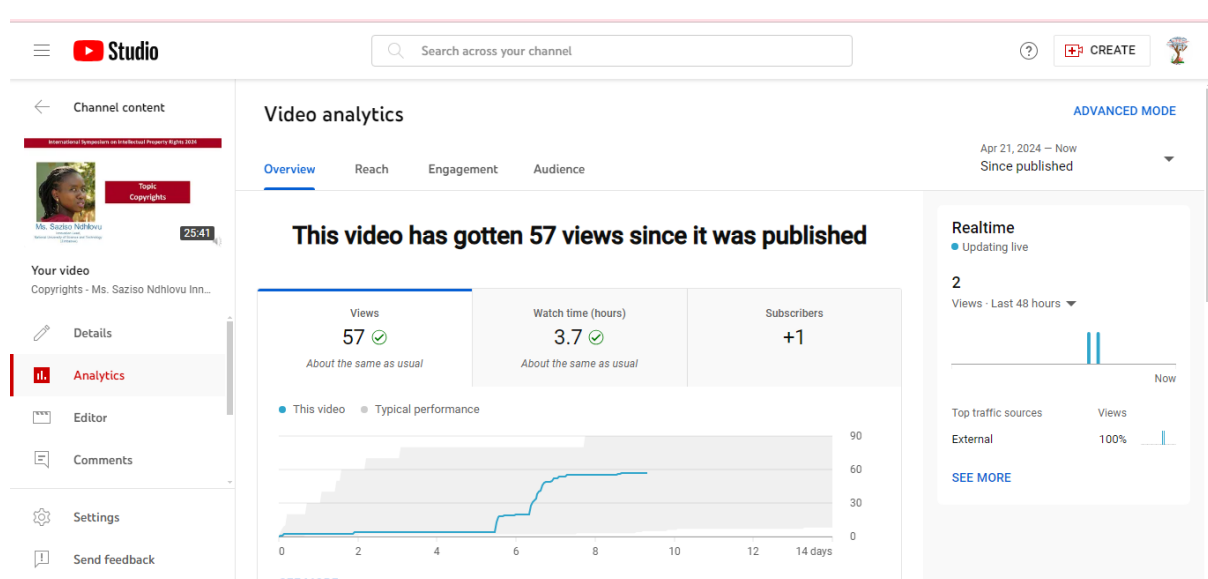 Studio
Search across your channel
CREATE
Channel content
International Symposium on Intellectual Property Rights 2024
Topic
Copyrights
Ms. Saziso Ndhlovu
25:41
Your video
Copyrights - Ms. Saziso Ndhlovu Inn...
Details
Analytics
Editor
Comments
Settings
Send feedback
Video analytics
ADVANCED MODE
Overview Reach Engagement Audience
Apr 21, 2024 – Now
Since published
This video has gotten 57 views since it was published
Views
57
About the same as usual
Watch time (hours)
3.7
About the same as usual
Subscribers
+1
This video Typical performance
90
60
30
0
0 2 4 6 8 10 12 14 days
Realtime
Updating live
2
Views · Last 48 hours
Now
Top traffic sources Views
External 100%
SEE MORE